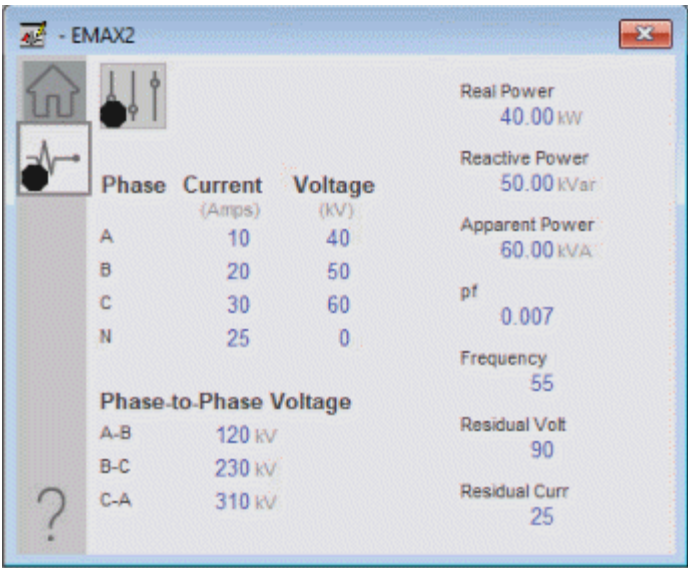 - EMAX2
Phase Current Voltage
(Amps) (kV)
A 10 40
B 20 50
C 30 60
N 25 0
Phase-to-Phase Voltage
A-B 120 kV
B-C 230 kV
C-A 310 kV
?
Real Power
40.00 kW
Reactive Power
50.00 kVar
Apparent Power
60.00 kVA
pf
0.007
Frequency
55
Residual Volt
90
Residual Curr
25